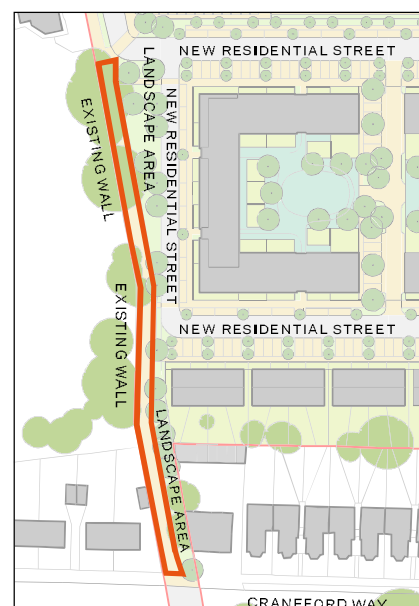 NEW RESIDENTIAL STREET
LANDSCAPE AREA
EXISTING WALL
NEW RESIDENTIAL STREET
EXISTING WALL
NEW RESIDENTIAL STREET
LANDSCAPE AREA
CRANEFORD WAY